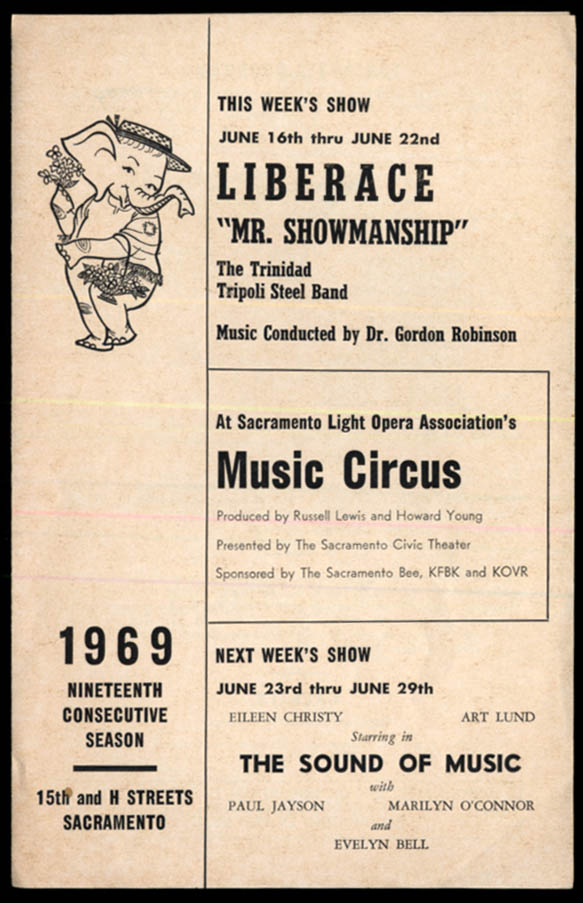 THIS WEEK'S SHOW
JUNE 16th thru JUNE 22nd
LIBERACE
"MR. SHOWMANSHIP"
The Trinidad
Tripoli Steel Band
Music Conducted by Dr. Gordon Robinson
At Sacramento Light Opera Association's
Music Circus
Produced by Russell Lewis and Howard Young
Presented by The Sacramento Civic Theater
Sponsored by The Sacramento Bee, KFBK and KOVR
1969
NINETEENTH
CONSECUTIVE
SEASON
15th and H STREETS
SACRAMENTO
NEXT WEEK'S SHOW
JUNE 23rd thru JUNE 29th
EILEEN CHRISTY ART LUND
Starring in
THE SOUND OF MUSIC
with
PAUL JAYSON MARILYN O'CONNOR
and
EVELYN BELL